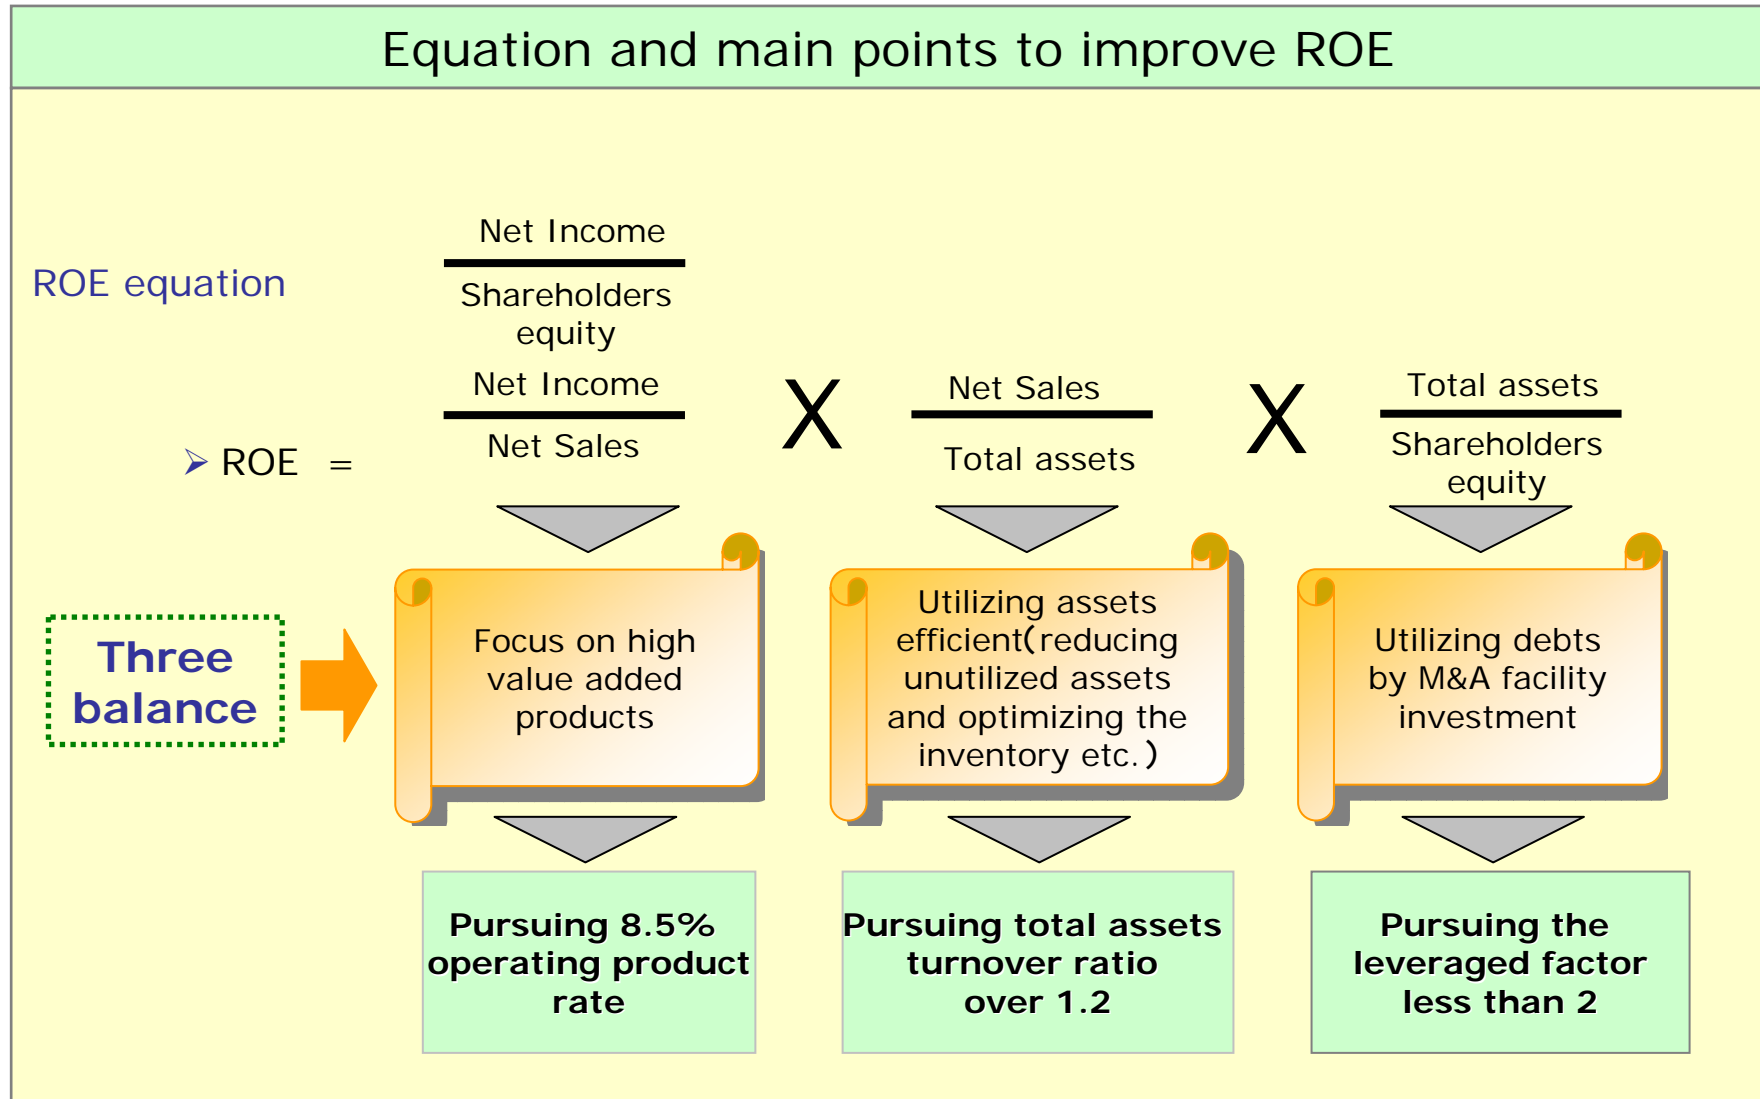 Equation and main points to improve ROE
ROE equation
Net Income
Shareholders
equity
➢ ROE =
Net Income
Net Sales
X
Net Sales
Total assets
X
Total assets
Shareholders
equity
Three
balance
Focus on high
value added
products
Utilizing assets
efficient(reducing
unutilized assets
and optimizing the
inventory etc.)
Utilizing debts
by M&A facility
investment
Pursuing 8.5%
operating product
rate
Pursuing total assets
turnover ratio
over 1.2
Pursuing the
leveraged factor
less than 2